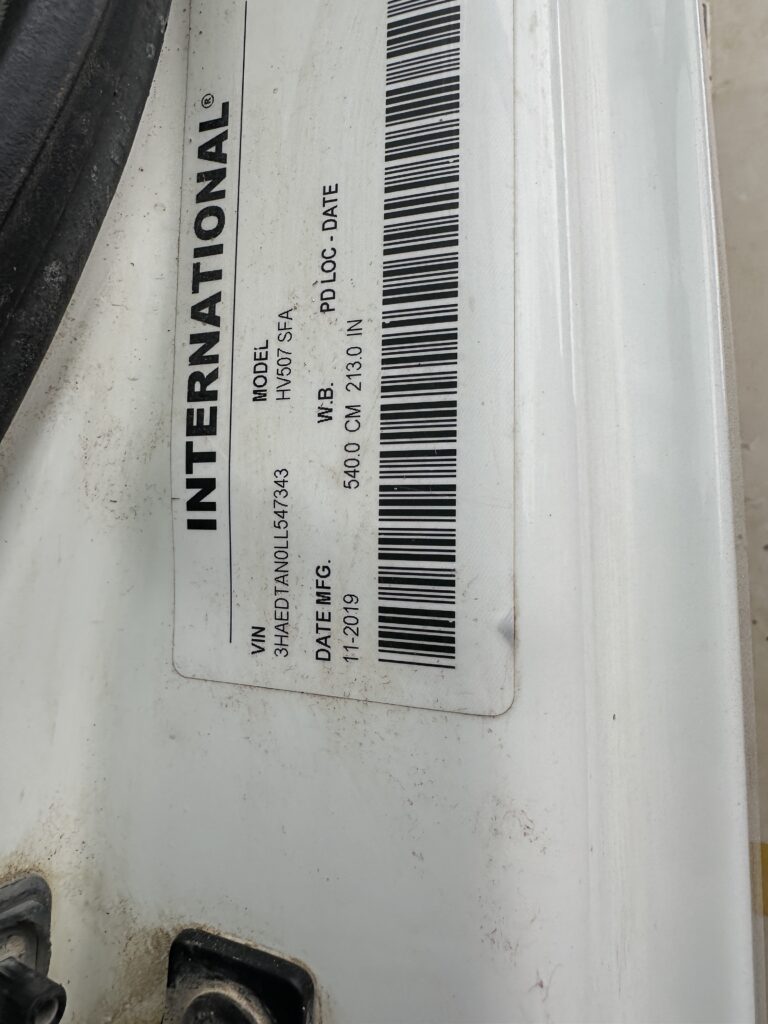 INTERNATIONAL®
VIN MODEL
3HAEDTAN0LL547343 HV507 SFA
DATE MFG. W.B. PD LOC - DATE
11-2019 540.0 CM 213.0 IN